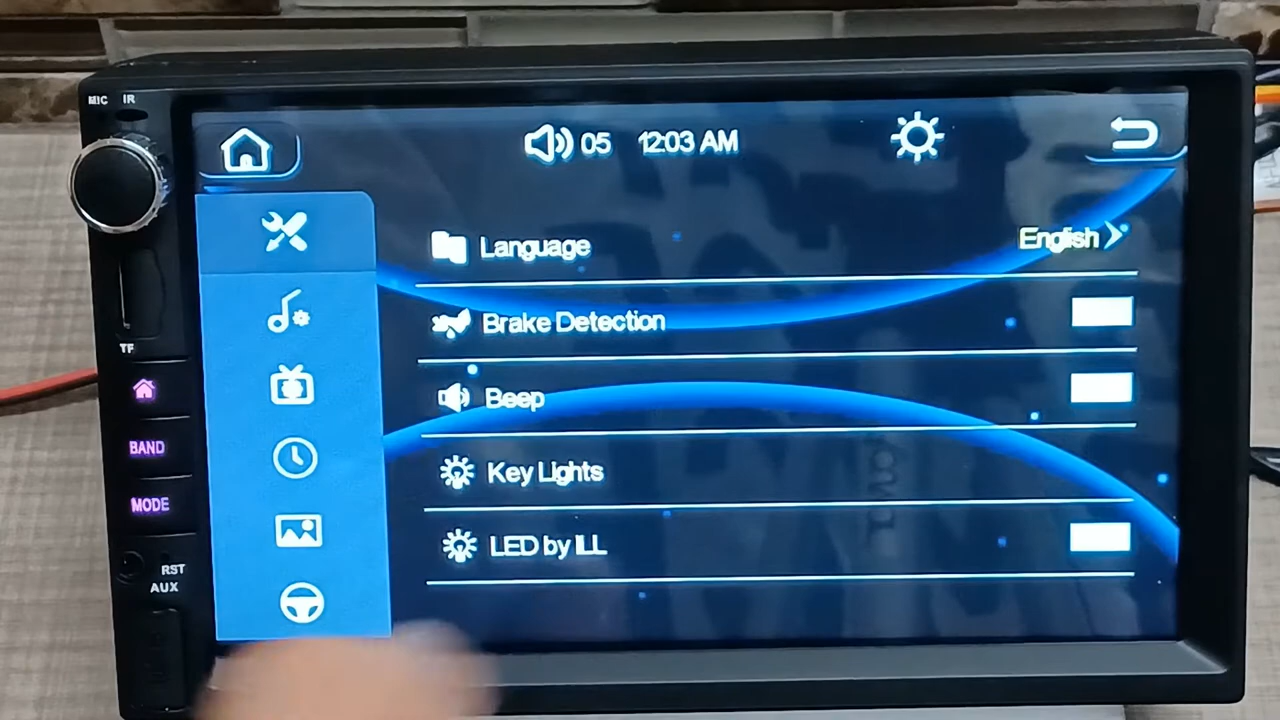 MIC IR
05 12:03 AM
Language English
Brake Detection
TF
Beep
BAND
Key Lights
MODE
LED by ILL
RST
AUX